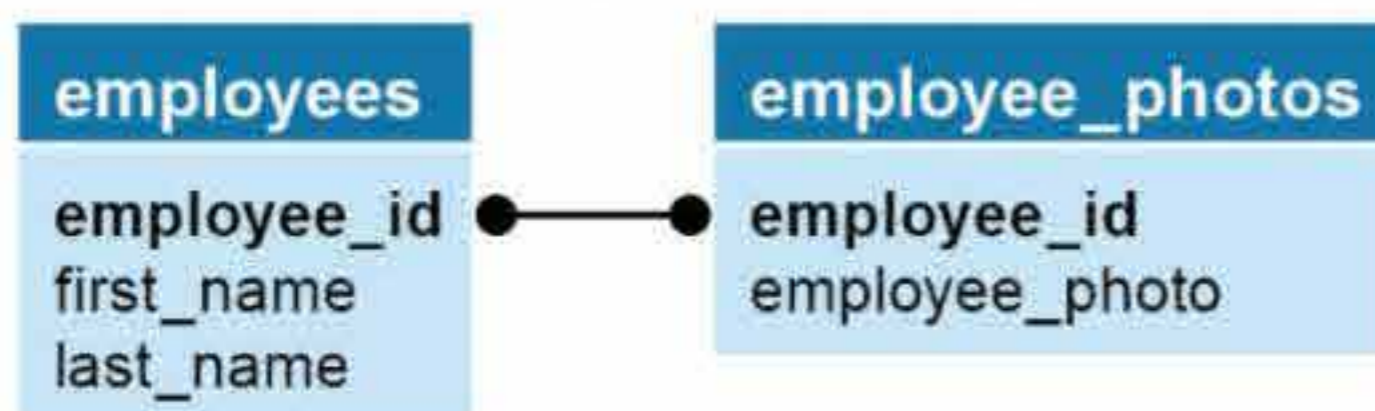 employees
employee_id
first_name
last_name
employee_photos
employee_id
employee_photo